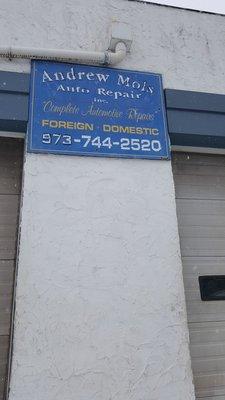 Andrew Mols
Auto Repair
Inc.
"Complete Automotive Repairs"
FOREIGN - DOMESTIC
973-744-2520